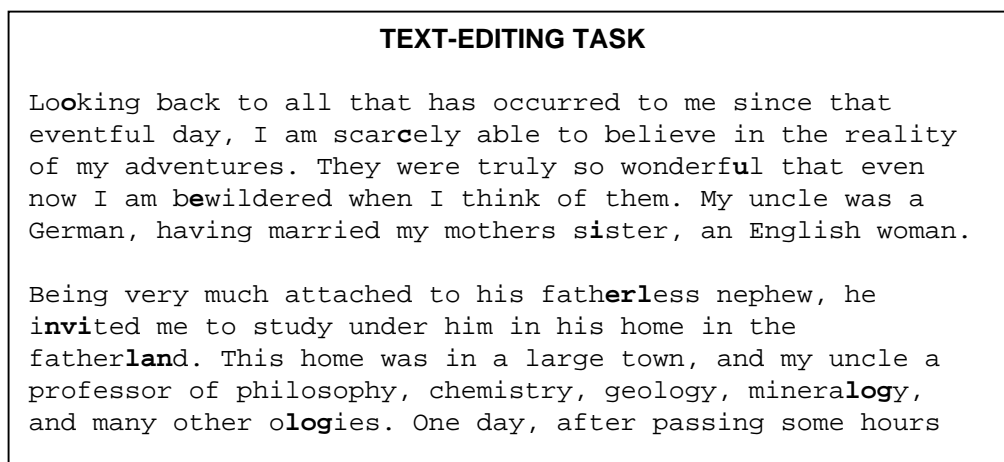 TEXT-EDITING TASK
Looking back to all that has occurred to me since that
eventful day, I am scarcely able to believe in the reality
of my adventures. They were truly so wonderful that even
now I am bewildered when I think of them. My uncle was a
German, having married my mothers sister, an English woman.
Being very much attached to his fatherless nephew, he
invited me to study under him in his home in the
fatherland. This home was in a large town, and my uncle a
professor of philosophy, chemistry, geology, mineralogy,
and many other ologies. One day, after passing some hours